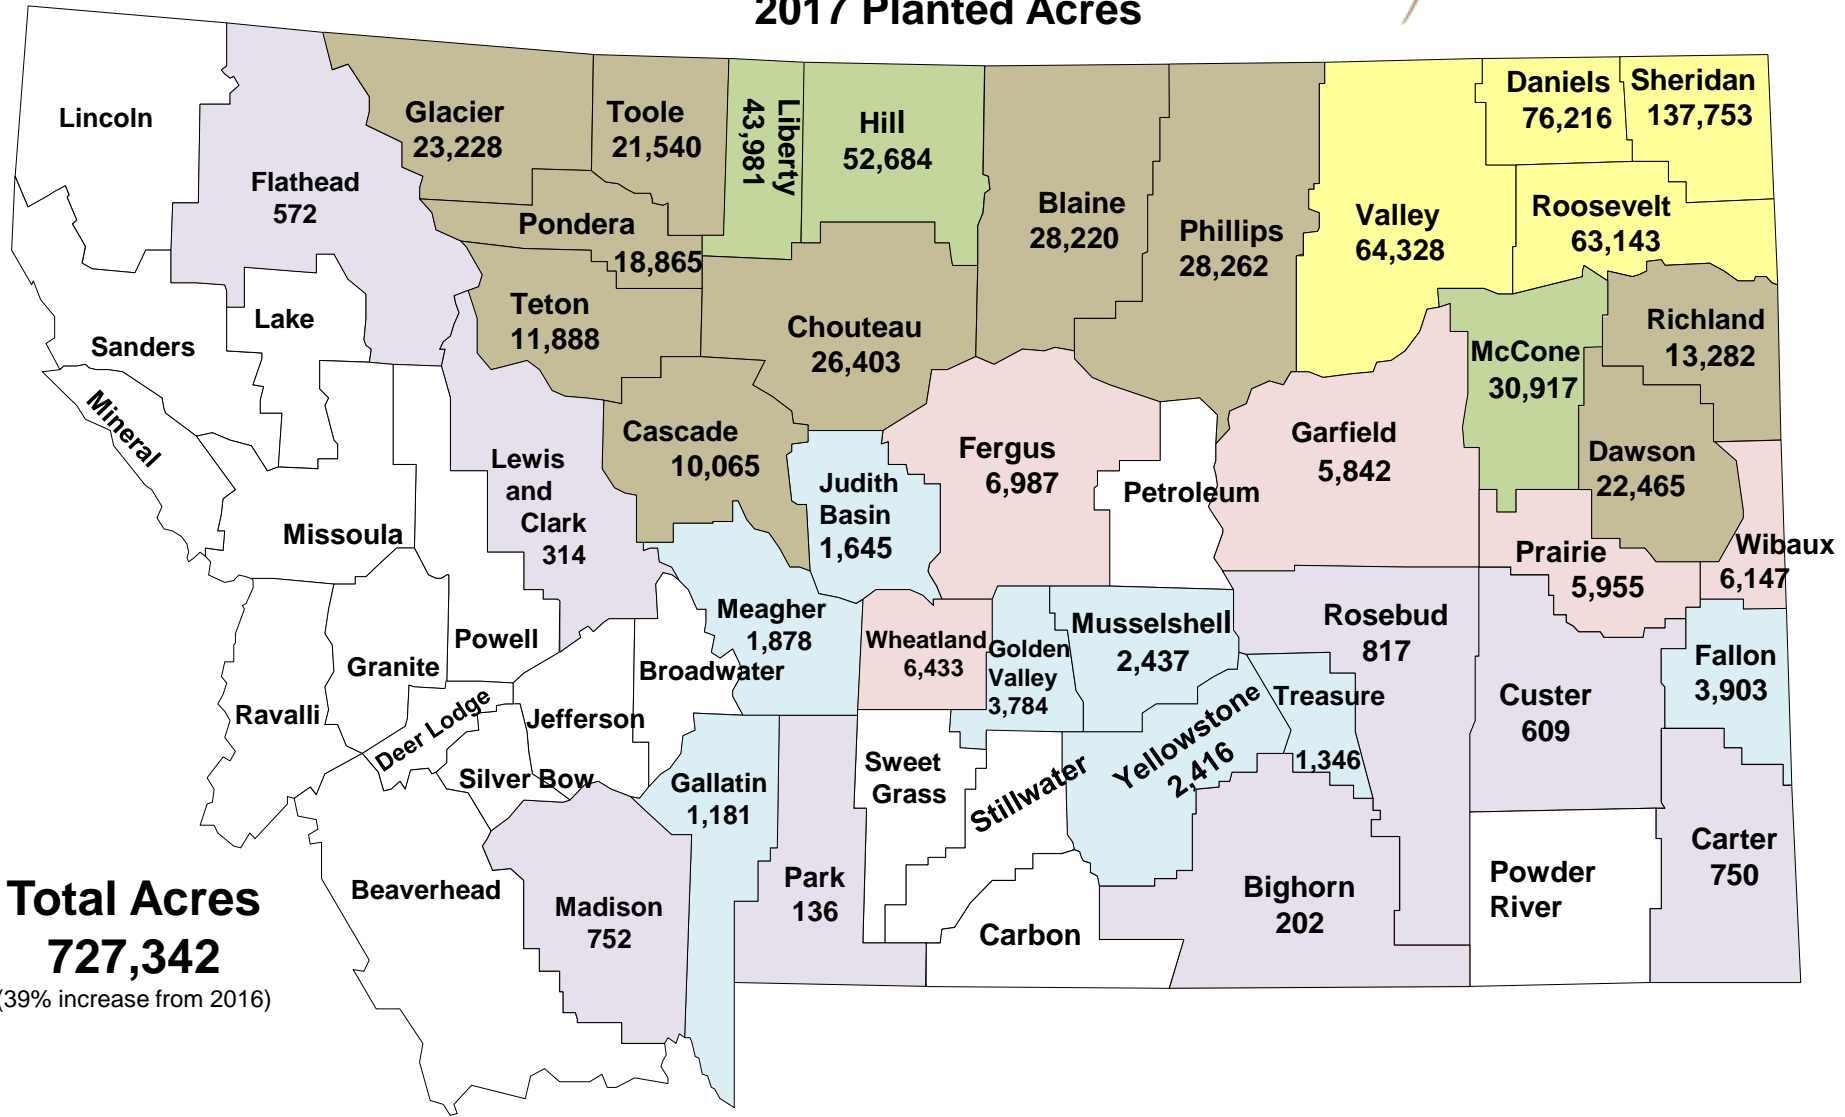 2017 Planted Acres
Lincoln
Flathead
572
Glacier
23,228
Toole
21,540
Liberty
43,981
Hill
52,684
Blaine
28,220
Phillips
28,262
Valley
64,328
Daniels
76,216
Sheridan
137,753
Roosevelt
63,143
Pondera
18,865
Teton
11,888
Chouteau
26,403
Lake
Sanders
Mineral
McCone
30,917
Richland
13,282
Cascade
10,065
Lewis
and
Clark
314
Judith
Basin
1,645
Fergus
6,987
Petroleum
Garfield
5,842
Dawson
22,465
Prairie
5,955
Wibaux
6,147
Missoula
Meagher
1,878
Wheatland
6,433
Golden
Valley
3,784
Musselshell
2,437
Rosebud
817
Fallon
3,903
Powell
Granite
Broadwater
Ravalli
Deer Lodge
Jefferson
Silver Bow
Treasure
1,346
Yellowstone
2,416
Custer
609
Gallatin
1,181
Sweet
Grass
Stillwater
Beaverhead
Madison
752
Park
136
Carbon
Bighorn
202
Powder
River
Carter
750
Total Acres
727,342
(39% increase from 2016)